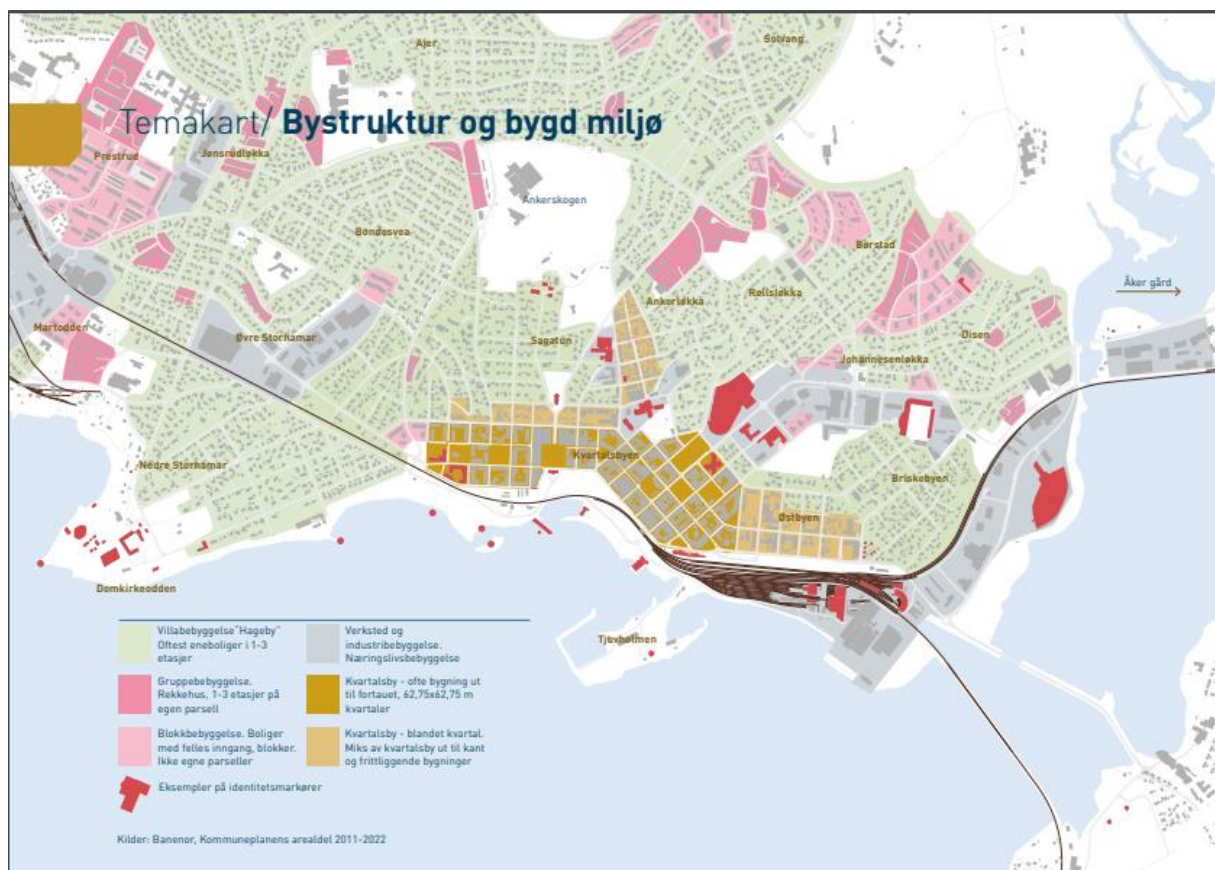 Ajer
Solvang
Temakart/ Bystruktur og bygd miljø
Prestrud
Jønsrudløkka
Ankerskogen
Bondesvea
Børstad
Åker gård
Ankerløkka
Rollsløkka
Martodden
Øvre Storhamar
Sagatun
Disen
Johannesenløkka
Kvartalsbyen
Nedre Storhamar
Briskebyen
Østbyen
Domkirkeodden
Tjuvholmen
Villabebyggelse "Hageby"
Oftest eneboliger i 1-3
etasjer
Verksted og
industribebyggelse.
Næringslivsbebyggelse
Gruppebebyggelse.
Rekkehus, 1-3 etasjer på
egen parsell
Kvartalsby - ofte bygning ut
til fortauet, 62,75x62,75 m
kvartaler
Blokkbebyggelse. Boliger
med felles inngang, blokker.
Ikke egne parseller
Kvartalsby - blandet kvartal.
Miks av kvartalsby ut til kant
og frittliggende bygninger
Eksempler på identitetsmarkører
Kilder: Banenor, Kommuneplanens arealdel 2011-2022